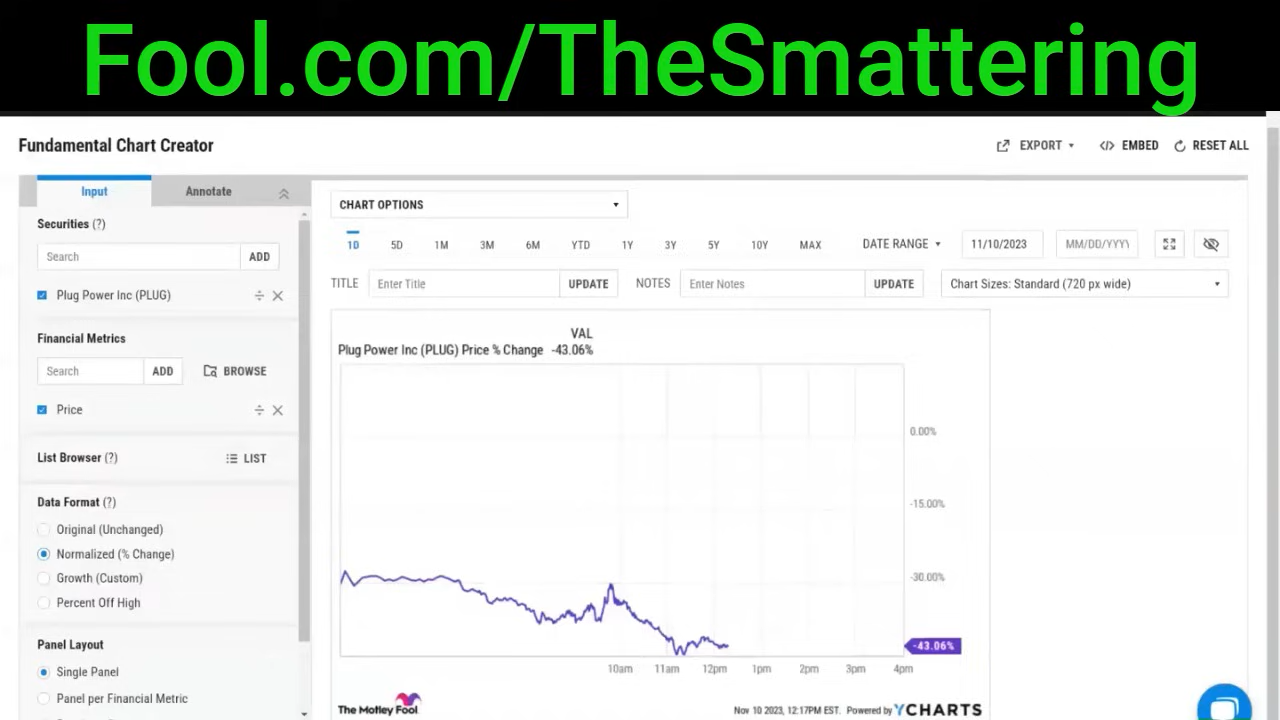 Fool.com/TheSmattering
Fundamental Chart Creator
EXPORT
</> EMBED
RESET ALL
Input
Annotate
Securities (?)
Search
ADD
Plug Power Inc (PLUG)
Financial Metrics
Search
ADD
BROWSE
Price
List Browser (?)
LIST
Data Format (?)
Original (Unchanged)
Normalized (% Change)
Growth (Custom)
Percent Off High
Panel Layout
Single Panel
Panel per Financial Metric
CHART OPTIONS
1D 5D 1M 3M 6M YTD 1Y 3Y 5Y 10Y MAX DATE RANGE 11/10/2023 MM/DD/YYYY
TITLE Enter Title UPDATE NOTES Enter Notes UPDATE Chart Sizes: Standard (720 px wide)
VAL
Plug Power Inc (PLUG) Price % Change -43.06%
0.00%
-15.00%
-30.00%
-43.06%
10am 11am 12pm 1pm 2pm 3pm 4pm
The Motley Fool
Nov 10 2023, 12:17PM EST. Powered by YCHARTS